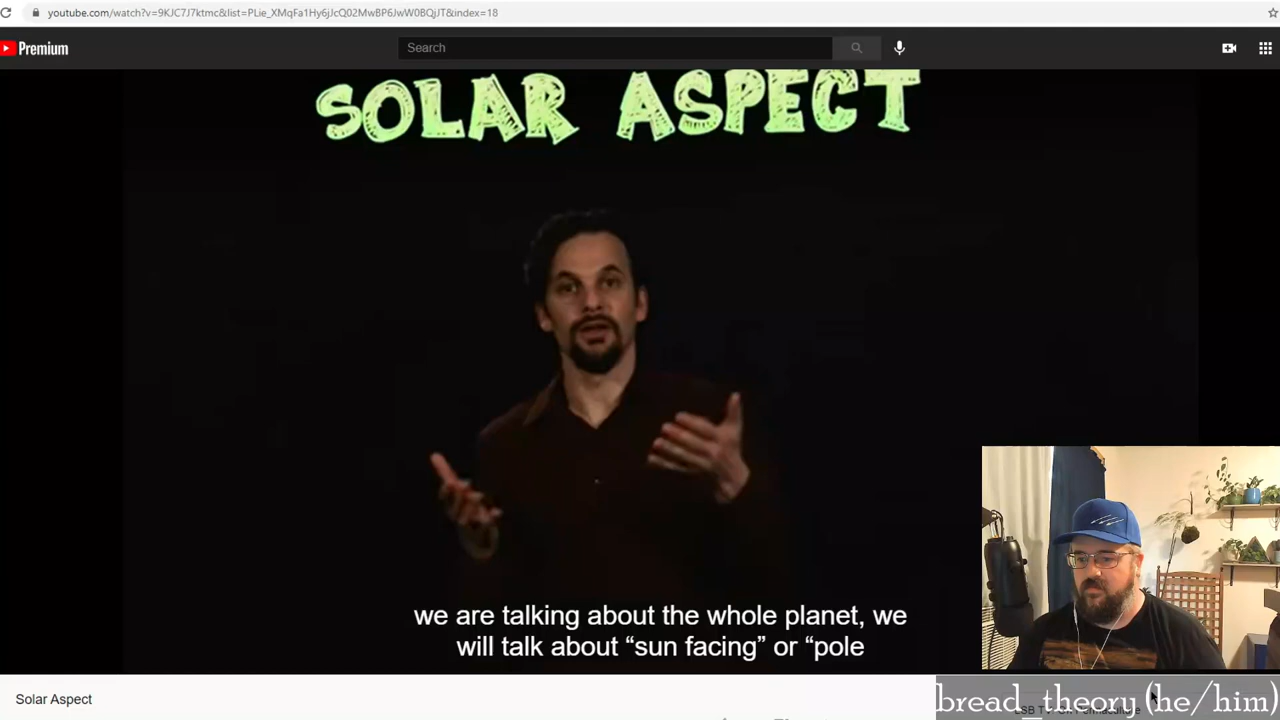 youtube.com/watch?v=9KJC7J7ktmc&list=PLie_XMqFa1Hy6jJcQ02MwBP6JwW0BQjJT&index=18
Premium
Search
SOLAR ASPECT
we are talking about the whole planet, we
will talk about “sun facing” or “pole
Solar Aspect
bread_theory (he/him)